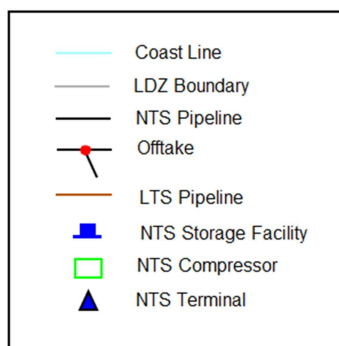 Coast Line
LDZ Boundary
NTS Pipeline
Offtake
LTS Pipeline
NTS Storage Facility
NTS Compressor
NTS Terminal